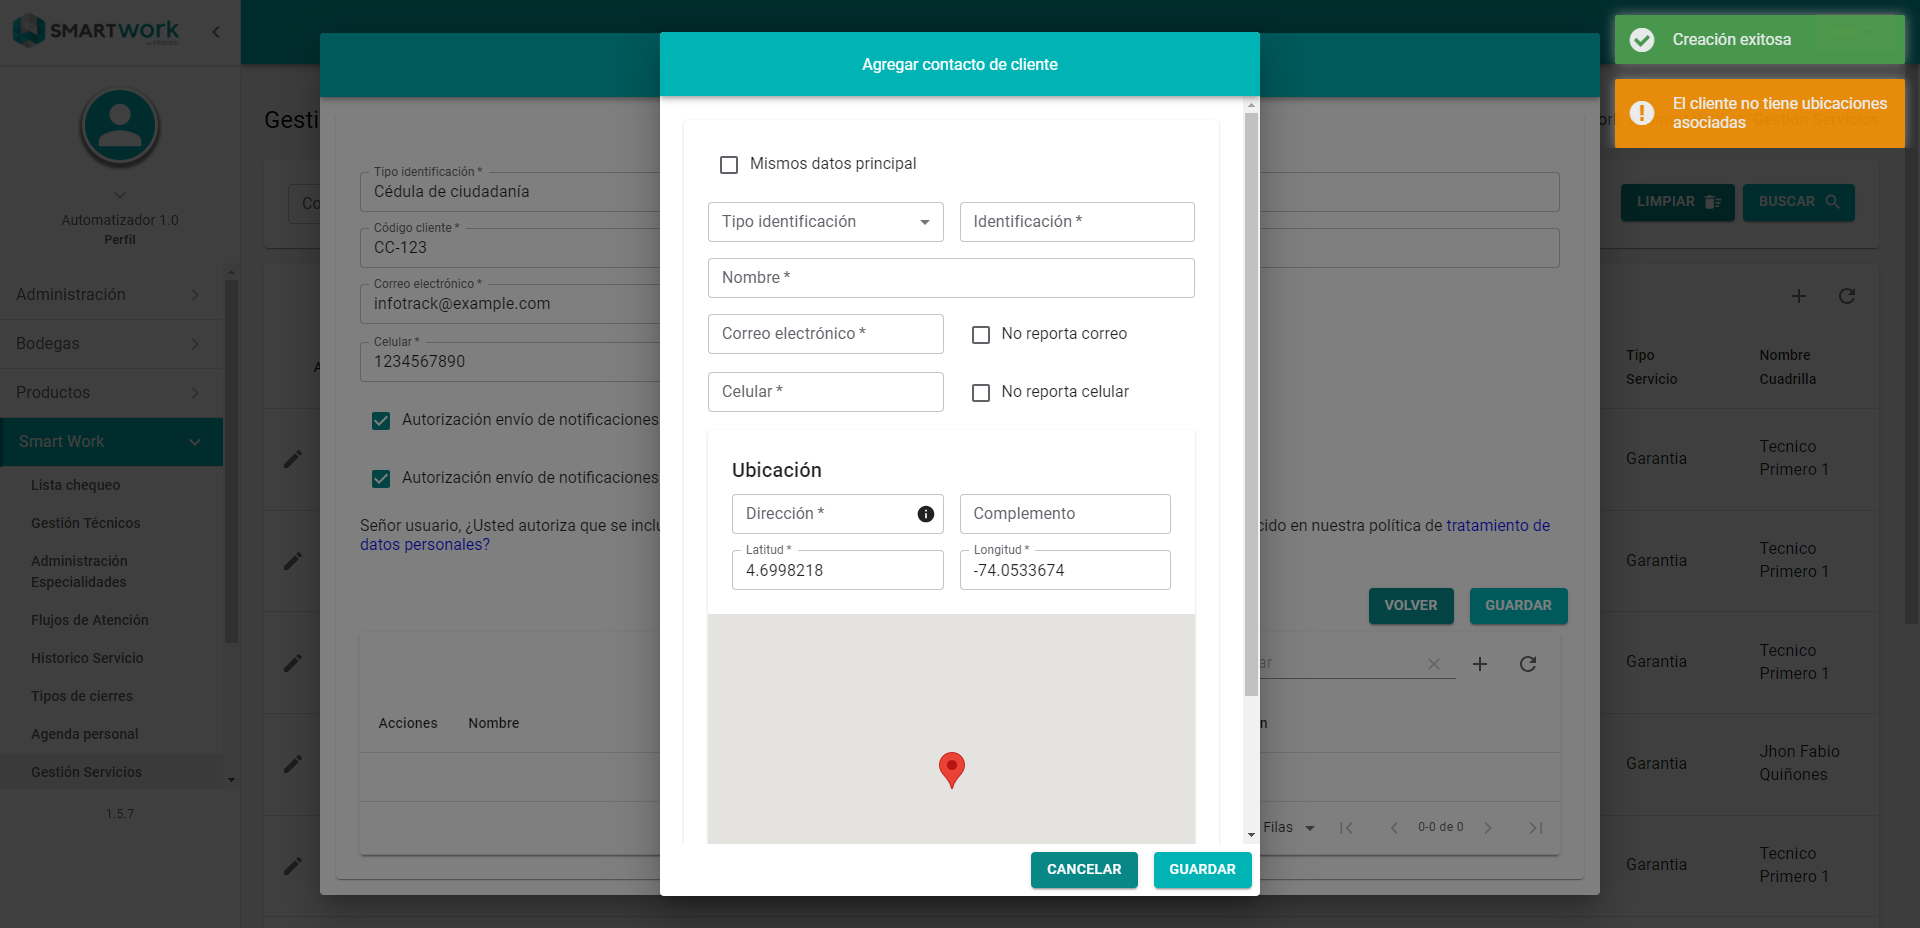 SMARTWORK
Automatizador 1.0
Perfil
Administración
Bodegas
Productos
Smart Work
Lista chequeo
Gestión Técnicos
Administración
Especialidades
Flujos de Atención
Historico Servicio
Tipos de cierres
Agenda personal
Gestión Servicios
1.5.7
Gesti
Co
Tipo identificación *
Cédula de ciudadanía
Código cliente *
CC-123
Correo electrónico *
infotrack@example.com
Celular *
1234567890
Autorización envío de notificaciones
Autorización envío de notificaciones
Señor usuario, ¿Usted autoriza que se inclu
cido en nuestra política de tratamiento de
datos personales?
VOLVER
GUARDAR
ar
Acciones
Nombre
n
Filas
0-0 de 0
Agregar contacto de cliente
Mismos datos principal
Tipo identificación
Identificación *
Nombre *
Correo electrónico *
No reporta correo
Celular *
No reporta celular
Ubicación
Dirección *
Complemento
Latitud *
4.6998218
Longitud *
-74.0533674
CANCELAR
GUARDAR
Creación exitosa
El cliente no tiene ubicaciones
asociadas
Gestión Servicios
LIMPIAR
BUSCAR
Tipo
Servicio
Nombre
Cuadrilla
Garantia
Tecnico
Primero 1
Garantia
Tecnico
Primero 1
Garantia
Tecnico
Primero 1
Garantia
Jhon Fabio
Quiñones
Garantia
Tecnico
Primero 1